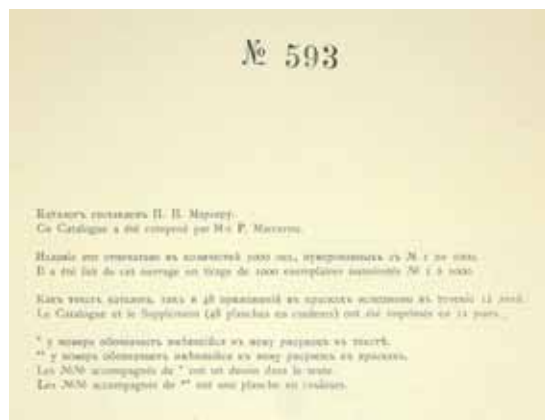 № 593
Каталогъ составленъ П. П.
Ce Catalogue a été composé par M-r P.
Изданіе это отпечатано въ количествѣ 1000 экз., нумерованныхъ съ № 1 по 1000.
Il a été fait de cet ouvrage un tirage de 1000 exemplaires numérotés № 1 à 1000.
Какъ текстъ каталога, такъ и 48 приложеній въ краскахъ исполнены въ теченіе 12 дней.
Le Catalogue et le Supplément (48 planches en couleurs) ont été imprimés en 12 jours.
* у номера обозначаетъ имѣющійся къ нему рисунокъ въ текстѣ.
** у номера обозначаетъ имѣющійся къ нему рисунокъ въ краскахъ.
Les №№ accompagnés de * ont un dessin dans le texte.
Les №№ accompagnés de ** ont une planche en couleurs.